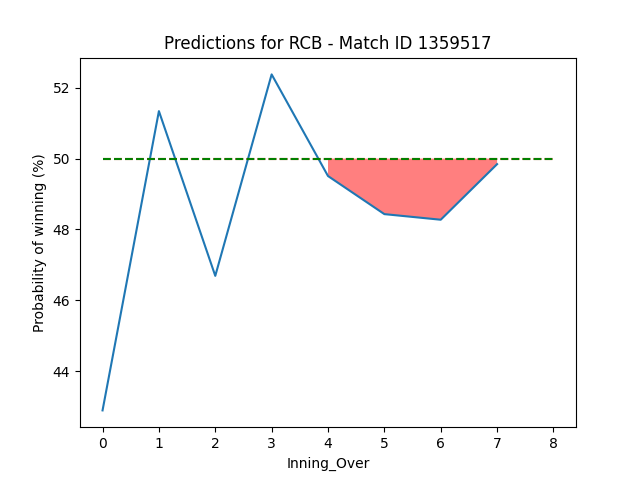 Predictions for RCB - Match ID 1359517
Probability of winning (%)
52
50
48
46
44
0 1 2 3 4 5 6 7 8
Inning_Over